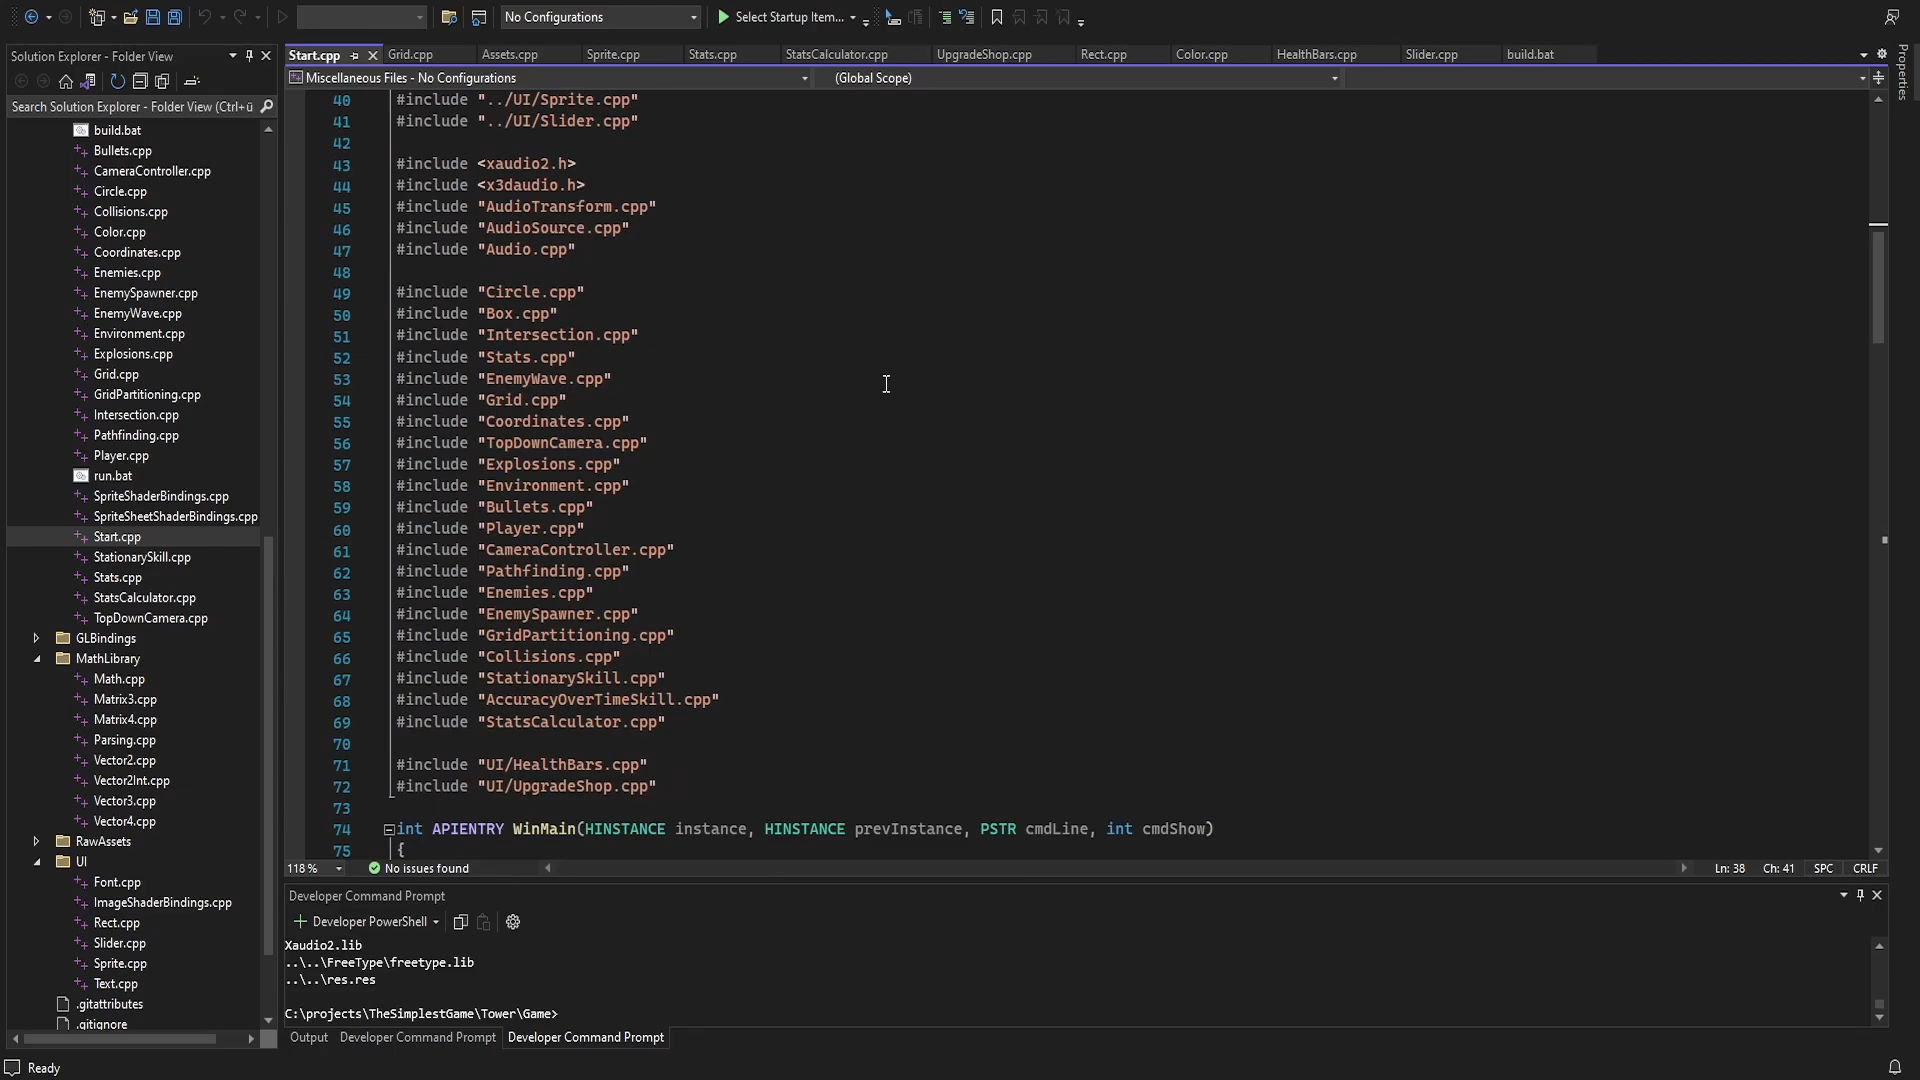 No Configurations
Select Startup Item...
Solution Explorer - Folder View
Search Solution Explorer - Folder View (Ctrl+ü
build.bat
Bullets.cpp
CameraController.cpp
Circle.cpp
Collisions.cpp
Color.cpp
Coordinates.cpp
Enemies.cpp
EnemySpawner.cpp
EnemyWave.cpp
Environment.cpp
Explosions.cpp
Grid.cpp
GridPartitioning.cpp
Intersection.cpp
Pathfinding.cpp
Player.cpp
run.bat
SpriteShaderBindings.cpp
SpriteSheetShaderBindings.cpp
Start.cpp
StationarySkill.cpp
Stats.cpp
StatsCalculator.cpp
TopDownCamera.cpp
GLBindings
MathLibrary
Math.cpp
Matrix3.cpp
Matrix4.cpp
Parsing.cpp
Vector2.cpp
Vector2Int.cpp
Vector3.cpp
Vector4.cpp
RawAssets
UI
Font.cpp
ImageShaderBindings.cpp
Rect.cpp
Slider.cpp
Sprite.cpp
Text.cpp
.gitattributes
.gitignore
Start.cpp Grid.cpp Assets.cpp Sprite.cpp Stats.cpp StatsCalculator.cpp UpgradeShop.cpp Rect.cpp Color.cpp HealthBars.cpp Slider.cpp build.bat
Miscellaneous Files - No Configurations (Global Scope)
40 #include "../UI/Sprite.cpp"
41 #include "../UI/Slider.cpp"
42
43 #include <xaudio2.h>
44 #include <x3daudio.h>
45 #include "AudioTransform.cpp"
46 #include "AudioSource.cpp"
47 #include "Audio.cpp"
48
49 #include "Circle.cpp"
50 #include "Box.cpp"
51 #include "Intersection.cpp"
52 #include "Stats.cpp"
53 #include "EnemyWave.cpp"
54 #include "Grid.cpp"
55 #include "Coordinates.cpp"
56 #include "TopDownCamera.cpp"
57 #include "Explosions.cpp"
58 #include "Environment.cpp"
59 #include "Bullets.cpp"
60 #include "Player.cpp"
61 #include "CameraController.cpp"
62 #include "Pathfinding.cpp"
63 #include "Enemies.cpp"
64 #include "EnemySpawner.cpp"
65 #include "GridPartitioning.cpp"
66 #include "Collisions.cpp"
67 #include "StationarySkill.cpp"
68 #include "AccuracyOverTimeSkill.cpp"
69 #include "StatsCalculator.cpp"
70
71 #include "UI/HealthBars.cpp"
72 #include "UI/UpgradeShop.cpp"
73
74 int APIENTRY WinMain(HINSTANCE instance, HINSTANCE prevInstance, PSTR cmdLine, int cmdShow)
75 {
118 % No issues found Ln: 38 Ch: 41 SPC CRLF
Developer Command Prompt
Developer PowerShell
Xaudio2.lib
..\..\FreeType\freetype.lib
..\..\res.res
C:\projects\TheSimplestGame\Tower\Game>
Output Developer Command Prompt Developer Command Prompt
Properties
Ready